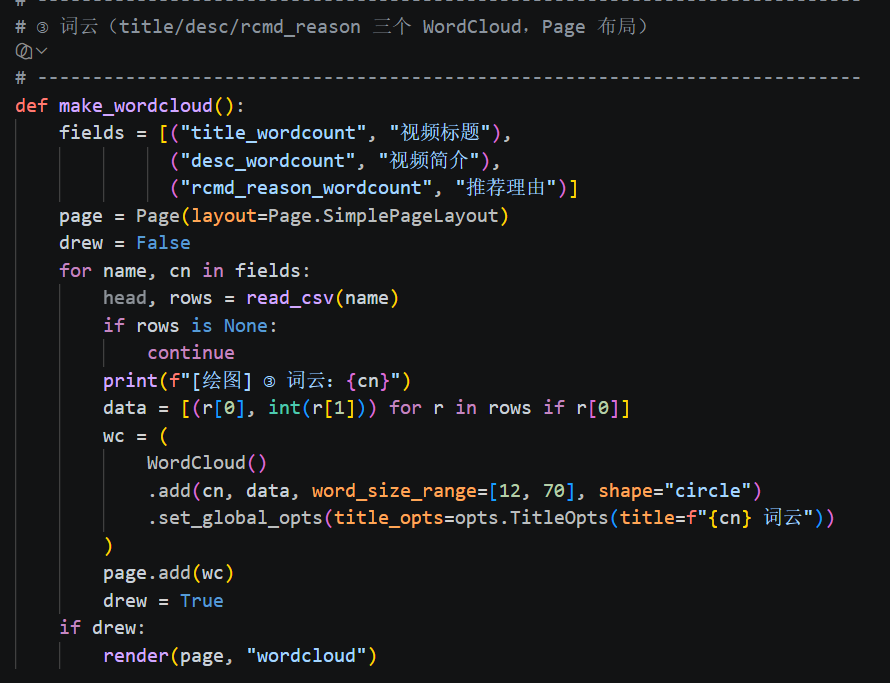 # ---------------------------------------------------------------------------
# ③ 词云（title/desc/rcmd_reason 三个 WordCloud，Page 布局）
# ---------------------------------------------------------------------------
def make_wordcloud():
    fields = [("title_wordcount", "视频标题"),
              ("desc_wordcount", "视频简介"),
              ("rcmd_reason_wordcount", "推荐理由")]
    page = Page(layout=Page.SimplePageLayout)
    drew = False
    for name, cn in fields:
        head, rows = read_csv(name)
        if rows is None:
            continue
        print(f"[绘图] ③ 词云：{cn}")
        data = [(r[0], int(r[1])) for r in rows if r[0]]
        wc = (
            WordCloud()
            .add(cn, data, word_size_range=[12, 70], shape="circle")
            .set_global_opts(title_opts=opts.TitleOpts(title=f"{cn} 词云"))
        )
        page.add(wc)
        drew = True
    if drew:
        render(page, "wordcloud")